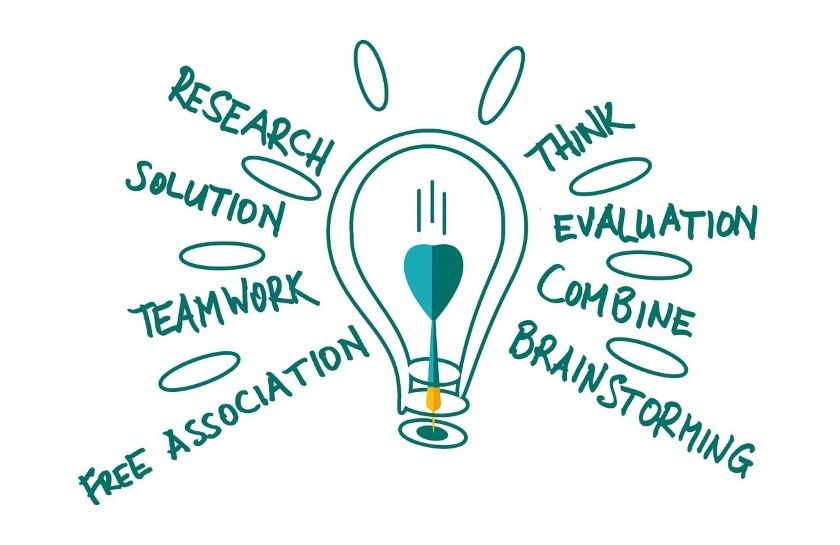 RESEARCH
SOLUTION
TEAMWORK
FREE ASSOCIATION
THINK
EVALUATION
COMBINE
BRAINSTORMING